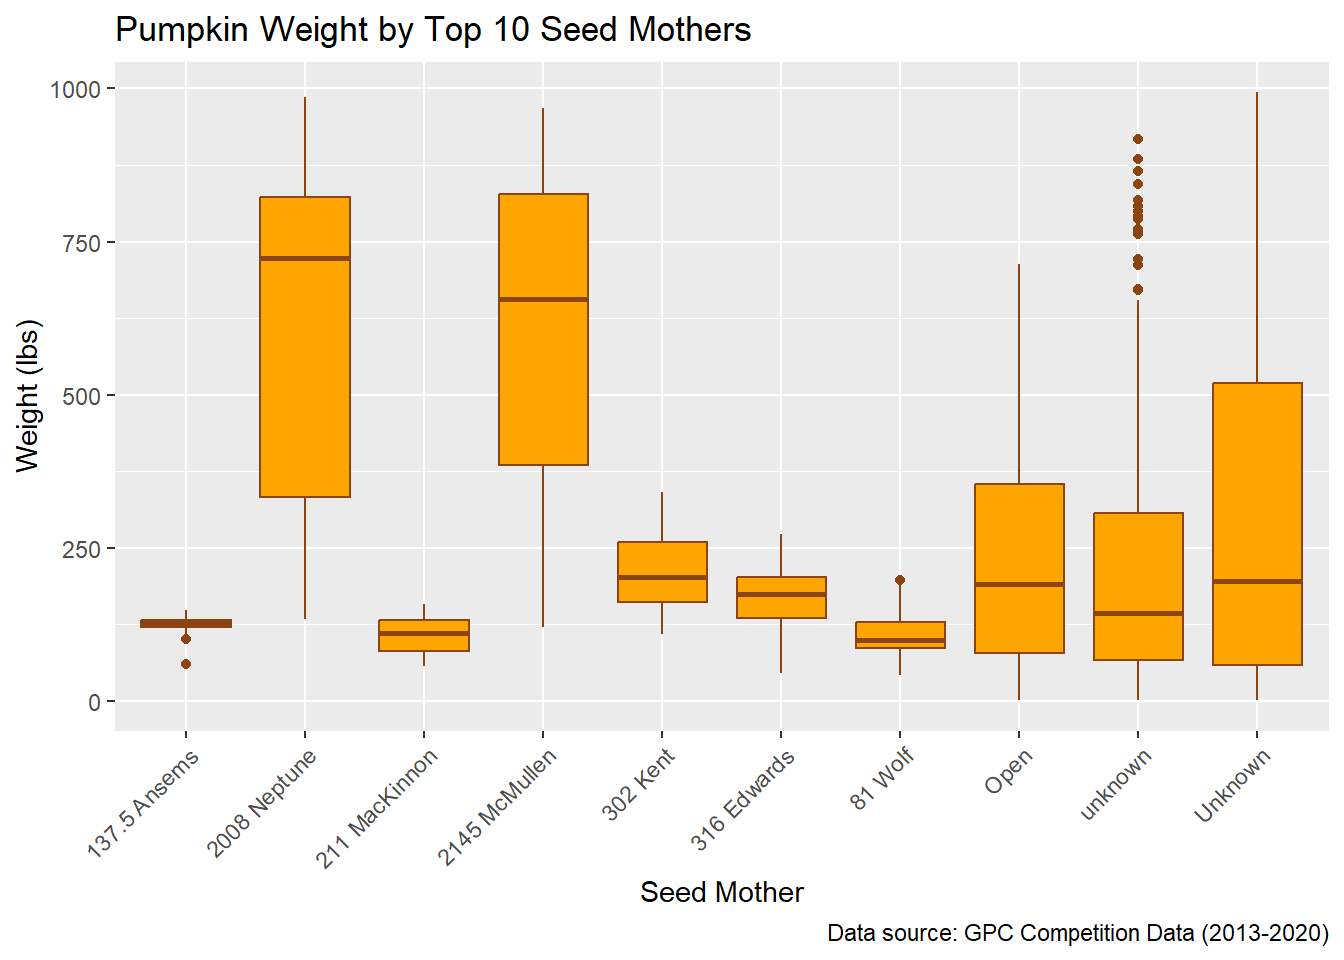 Pumpkin Weight by Top 10 Seed Mothers
Weight (lbs)
1000
750
500
250
0
137.5 Ansems
2008 Neptune
211 MacKinnon
2145 McMullen
302 Kent
316 Edwards
81 Wolf
Open
unknown
Unknown
Seed Mother
Data source: GPC Competition Data (2013-2020)